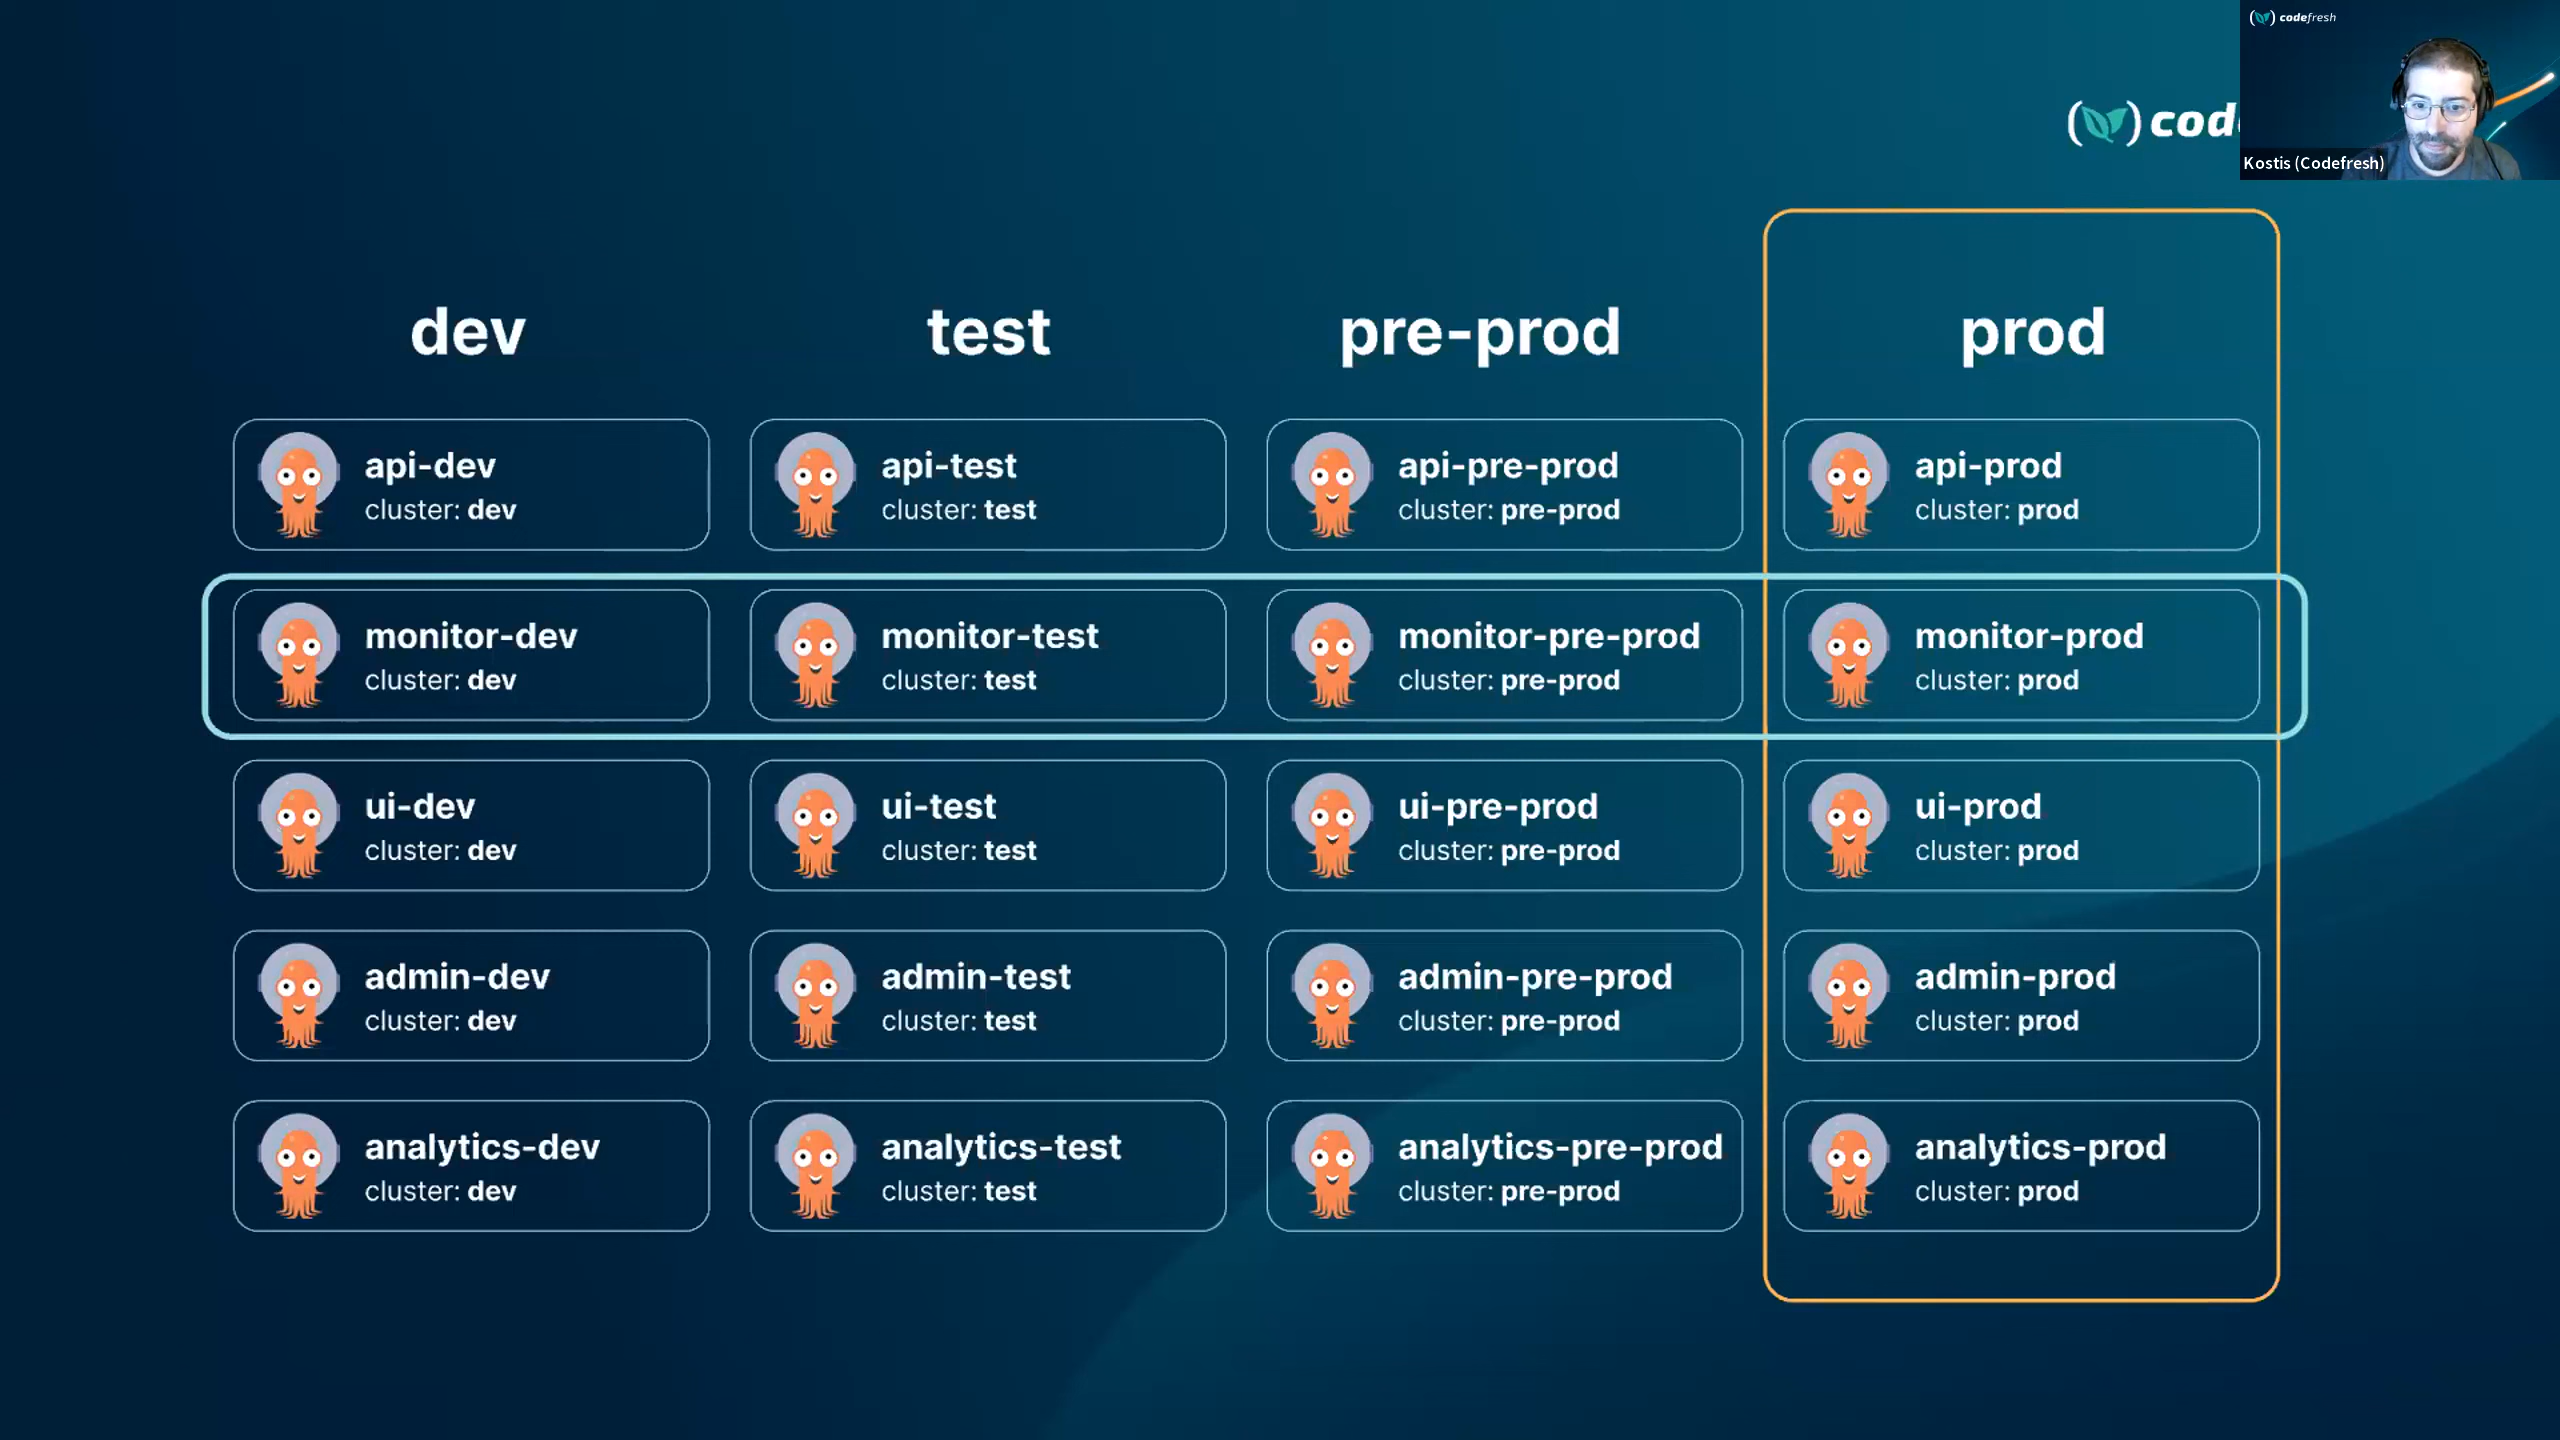 codefresh
code
Kostis (Codefresh)
dev
test
pre-prod
prod
api-dev
cluster: dev
api-test
cluster: test
api-pre-prod
cluster: pre-prod
api-prod
cluster: prod
monitor-dev
cluster: dev
monitor-test
cluster: test
monitor-pre-prod
cluster: pre-prod
monitor-prod
cluster: prod
ui-dev
cluster: dev
ui-test
cluster: test
ui-pre-prod
cluster: pre-prod
ui-prod
cluster: prod
admin-dev
cluster: dev
admin-test
cluster: test
admin-pre-prod
cluster: pre-prod
admin-prod
cluster: prod
analytics-dev
cluster: dev
analytics-test
cluster: test
analytics-pre-prod
cluster: pre-prod
analytics-prod
cluster: prod